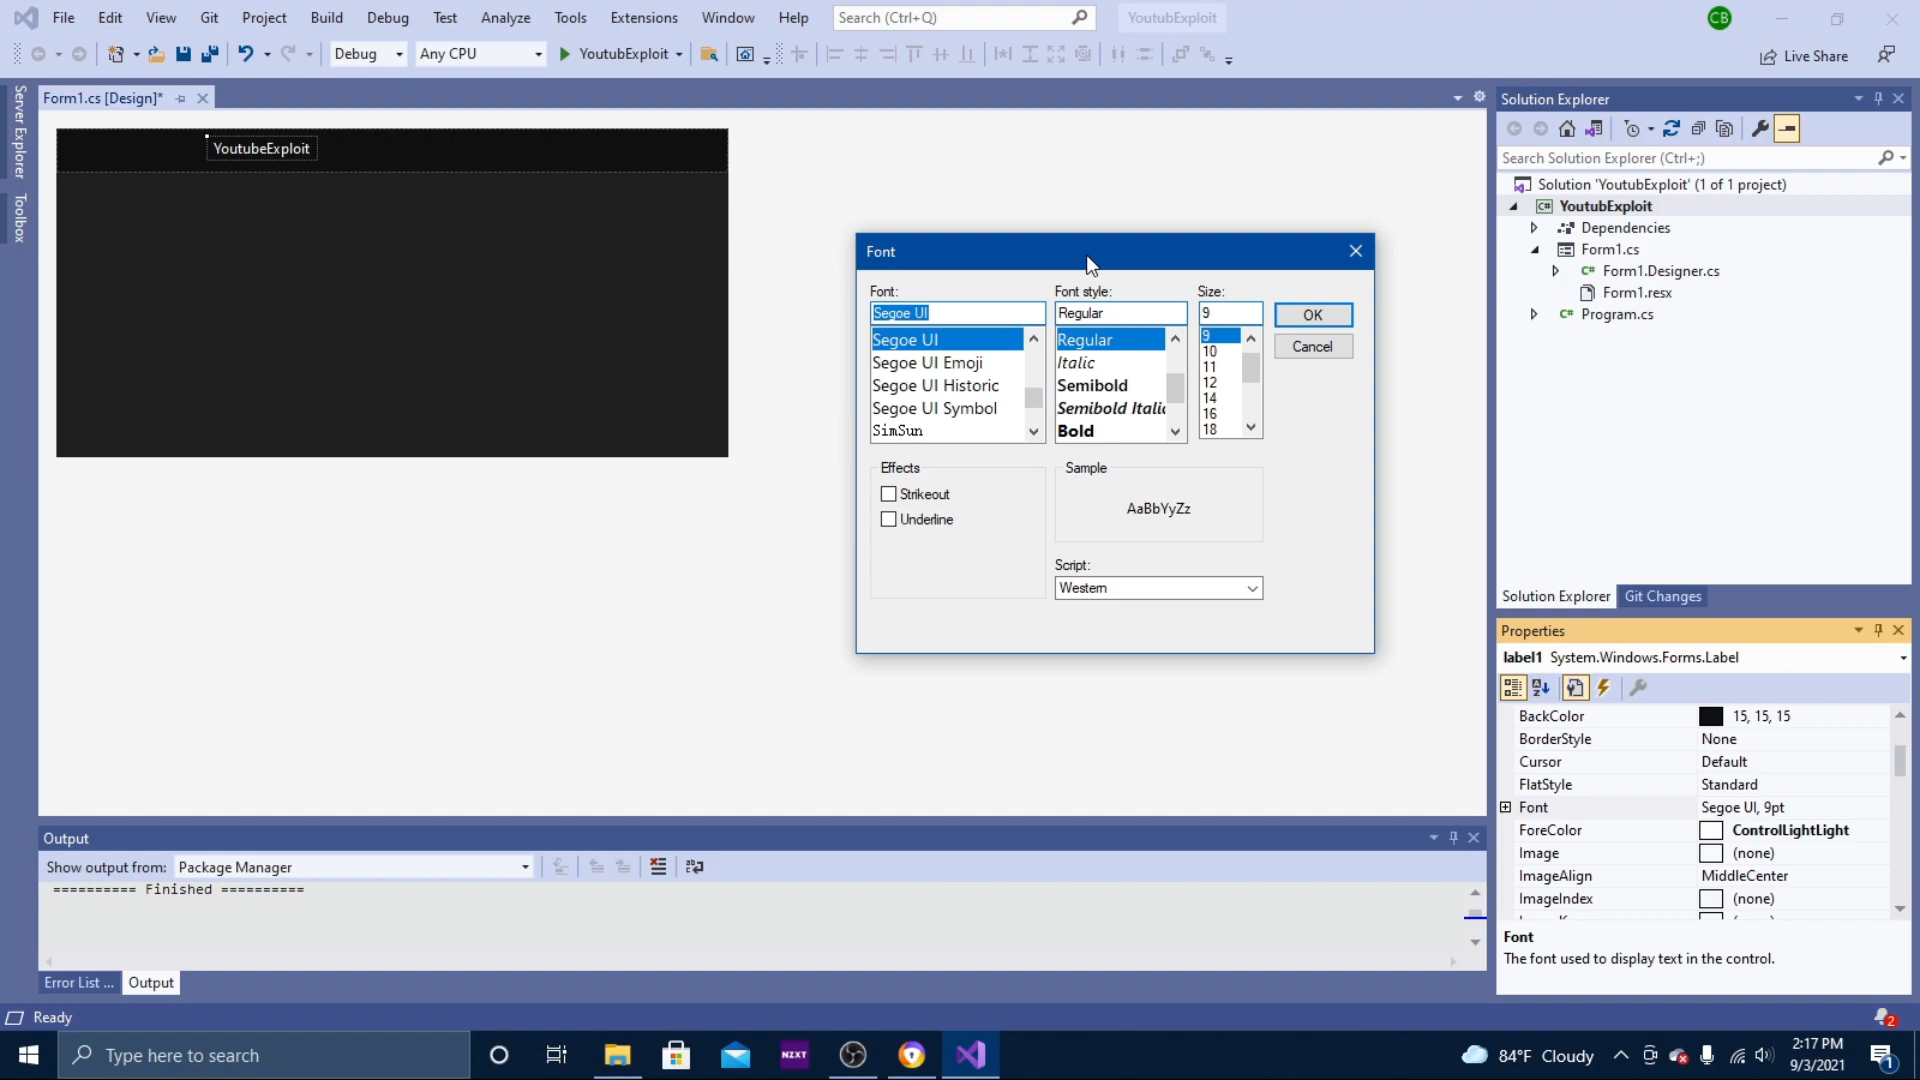 File Edit View Git Project Build Debug Test Analyze Tools Extensions Window Help Search (Ctrl+Q) YoutubExploit CB
Debug Any CPU YoutubExploit Live Share
Server Explorer
Toolbox
Form1.cs [Design]*
YoutubeExploit
Font
Font: Font style: Size:
Segoe UI Regular 9 OK
Segoe UI Regular 9
Segoe UI Emoji Italic 10
Segoe UI Historic Semibold 11
Segoe UI Symbol Semibold Italic 12
SimSun Bold 14
16
18
Cancel
Effects
Strikeout
Underline
Sample
AaBbYyZz
Script:
Western
Solution Explorer
Search Solution Explorer (Ctrl+;)
Solution 'YoutubExploit' (1 of 1 project)
C# YoutubExploit
Dependencies
Form1.cs
C# Form1.Designer.cs
Form1.resx
C# Program.cs
Solution Explorer Git Changes
Properties
label1 System.Windows.Forms.Label
BackColor 15, 15, 15
BorderStyle None
Cursor Default
FlatStyle Standard
Font Segoe UI, 9pt
ForeColor ControlLightLight
Image (none)
ImageAlign MiddleCenter
ImageIndex (none)
Font
The font used to display text in the control.
Output
Show output from: Package Manager
========== Finished ==========
Error List ... Output
Ready 2
Type here to search NZXT 84°F Cloudy 2:17 PM
9/3/2021 1